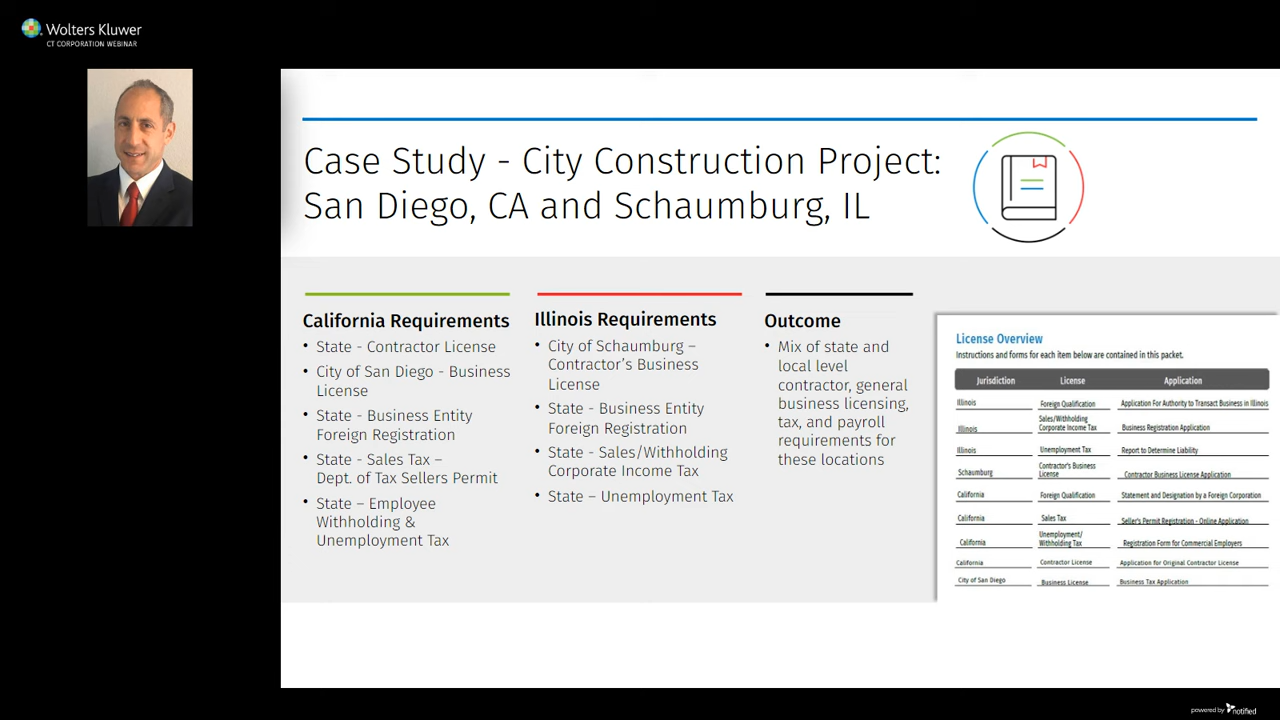 Wolters Kluwer
CT CORPORATION WEBINAR
Case Study - City Construction Project:
San Diego, CA and Schaumburg, IL
California Requirements
• State - Contractor License
• City of San Diego - Business
License
• State - Business Entity
Foreign Registration
• State - Sales Tax –
Dept. of Tax Sellers Permit
• State – Employee
Withholding &
Unemployment Tax
Illinois Requirements
• City of Schaumburg –
Contractor's Business
License
• State - Business Entity
Foreign Registration
• State - Sales/Withholding
Corporate Income Tax
• State – Unemployment Tax
Outcome
• Mix of state and
local level
contractor, general
business licensing,
tax, and payroll
requirements for
these locations
License Overview
Instructions and forms for each item below are contained in this packet.
Jurisdiction License Application
Illinois Foreign Qualification Application For Authority to Transact Business in Illinois
Illinois Sales/Withholding Corporate Income Tax Business Registration Application
Illinois Unemployment Tax Report to Determine Liability
Schaumburg Contractor's Business License Contractor Business License Application
California Foreign Qualification Statement and Designation by a Foreign Corporation
California Sales Tax Seller's Permit Registration - Online Application
California Unemployment/ Withholding Tax Registration Form for Commercial Employers
California Contractor License Application for Original Contractor License
City of San Diego Business License Business Tax Application
powered by notified